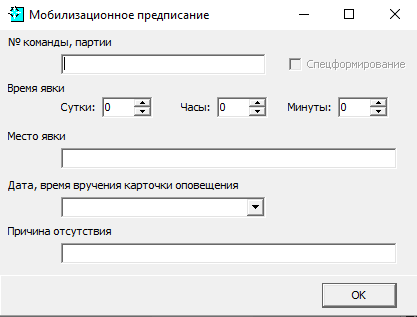 Мобилизационное предписание
№ команды, партии
Спецформирование
Время явки
Сутки: 0 Часы: 0 Минуты: 0
Место явки
Дата, время вручения карточки оповещения
Причина отсутствия
OK